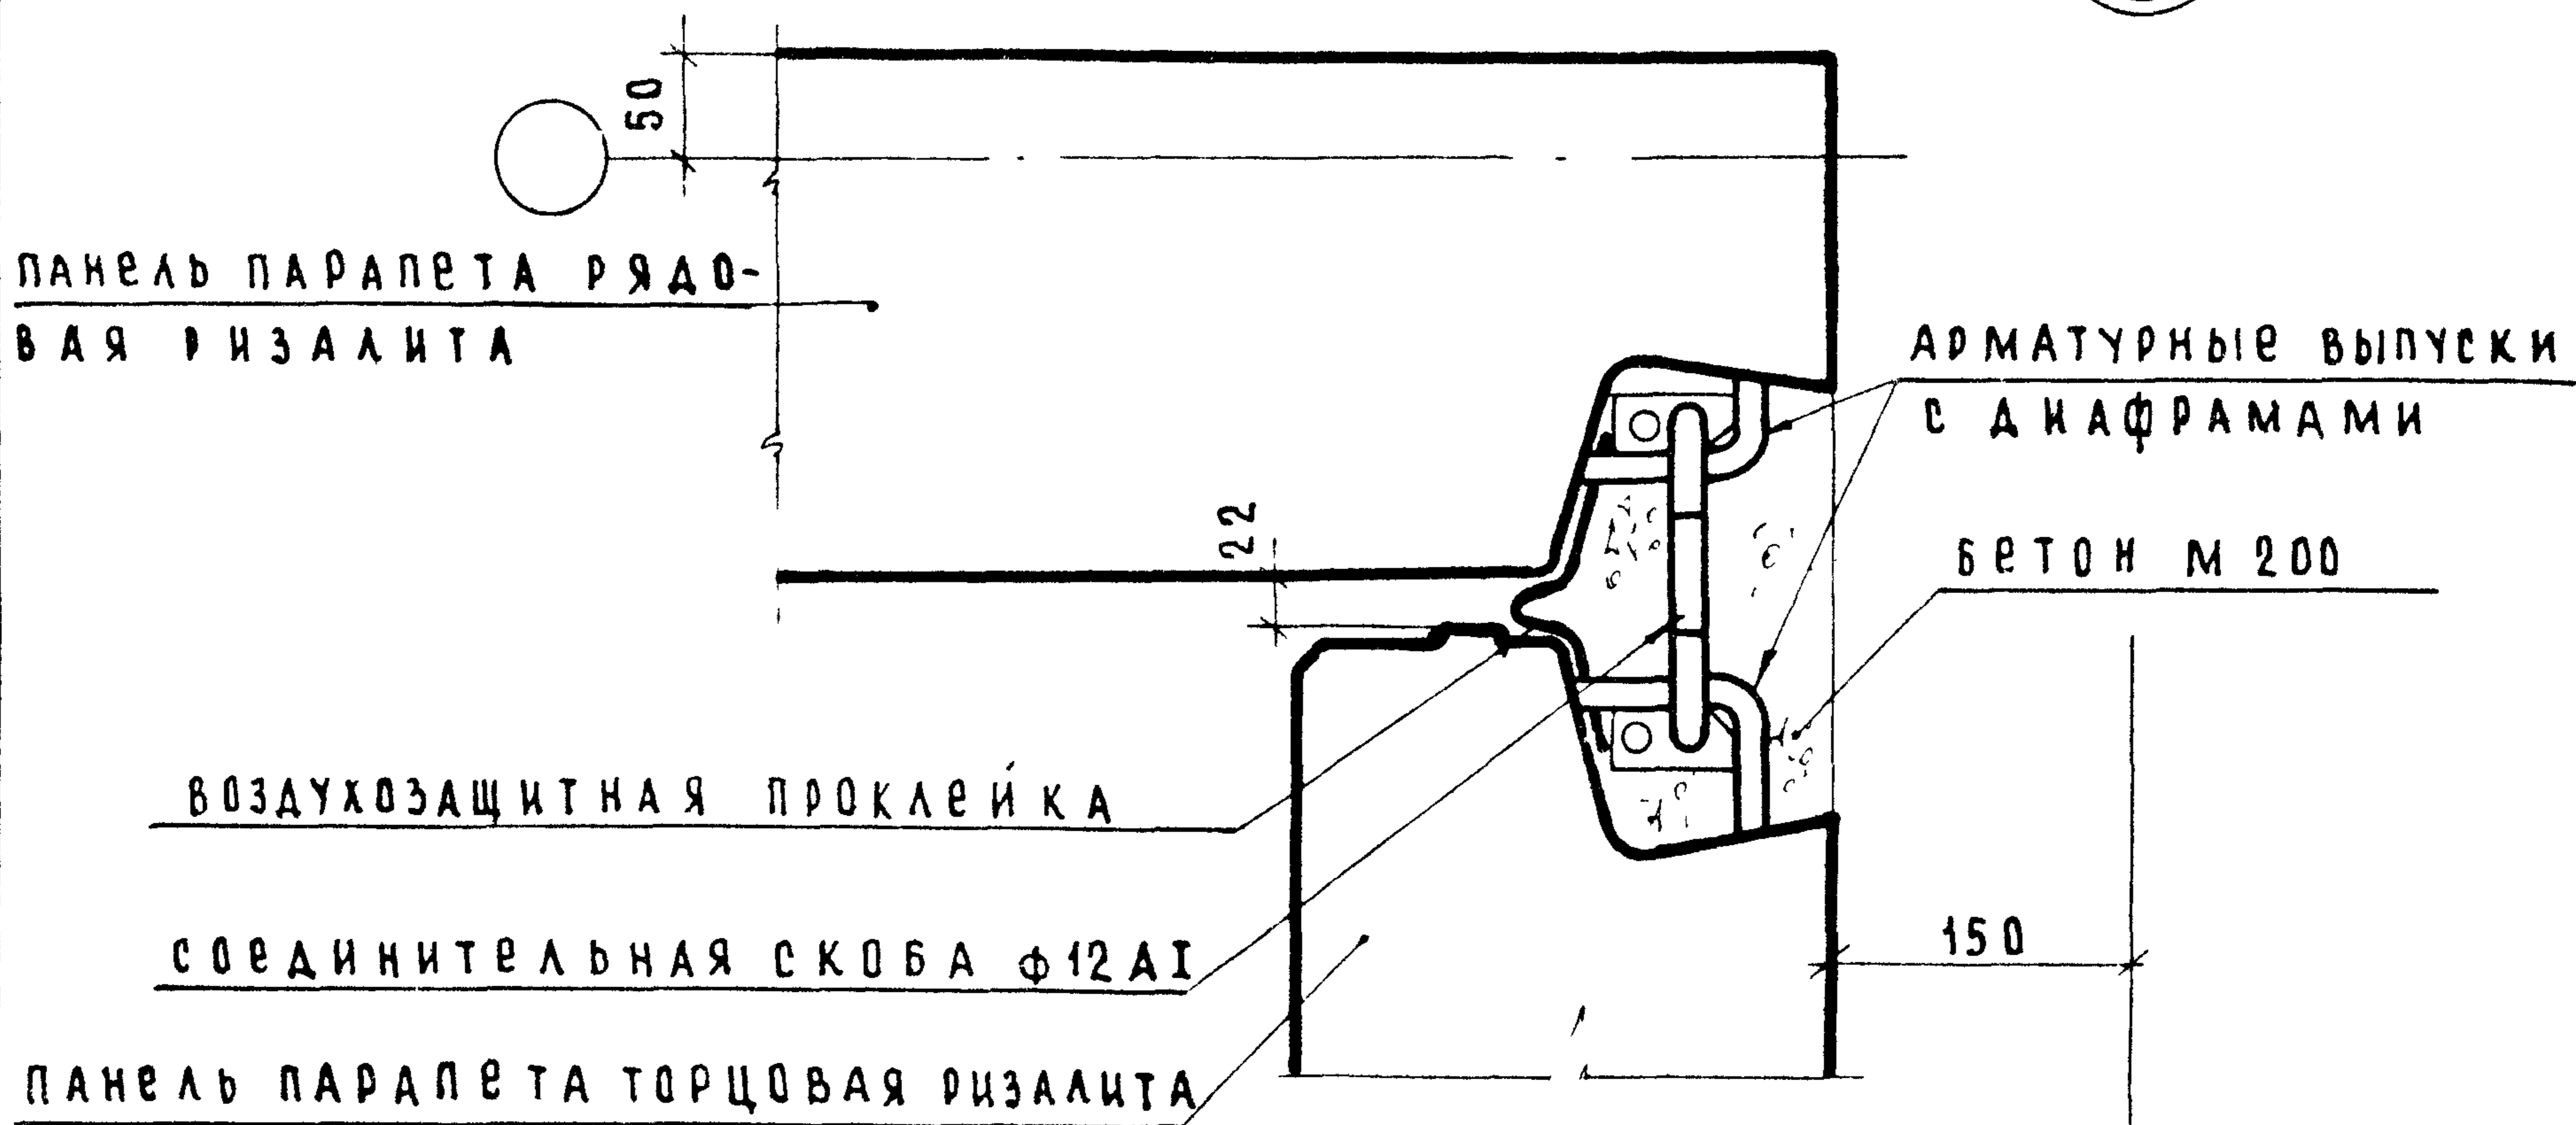 50
ПАНЕЛЬ ПАРАПЕТА РЯДО-
ВАЯ РИЗАЛИТА
АРМАТУРНЫЕ ВЫПУСКИ
С ДИАФРАМАМИ
22
БЕТОН М 200
ВОЗДУХОЗАЩИТНАЯ ПРОКЛЕЙКА
150
СОЕДИНИТЕЛЬНАЯ СКОБА ф12АI
ПАНЕЛЬ ПАРАПЕТА ТОРЦОВАЯ РИЗАЛИТА